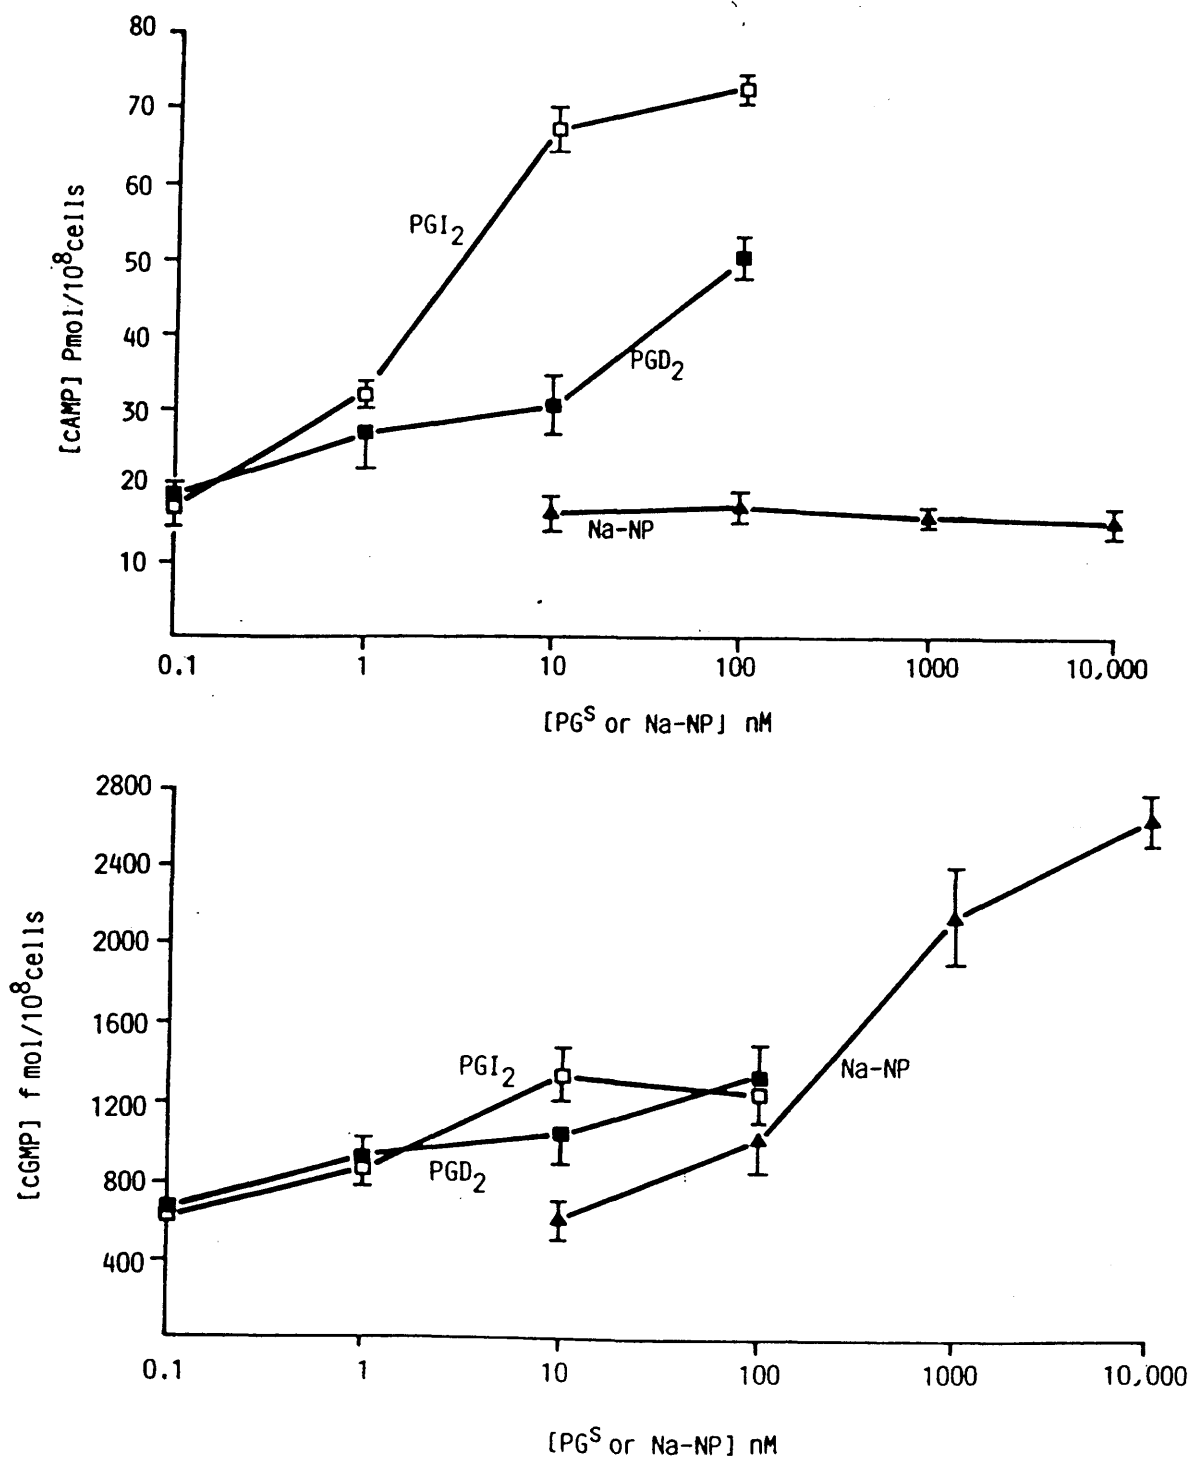 80
70
60
50
40
30
20
10
[cAMP] Pmol/10⁸cells
PGI₂
PGD₂
Na-NP
0.1 1 10 100 1000 10,000
[PGˢ or Na-NP] nM
2800
2400
2000
1600
1200
800
400
[cGMP] f mol/10⁸cells
PGI₂
PGD₂
Na-NP
0.1 1 10 100 1000 10,000
[PGˢ or Na-NP] nM